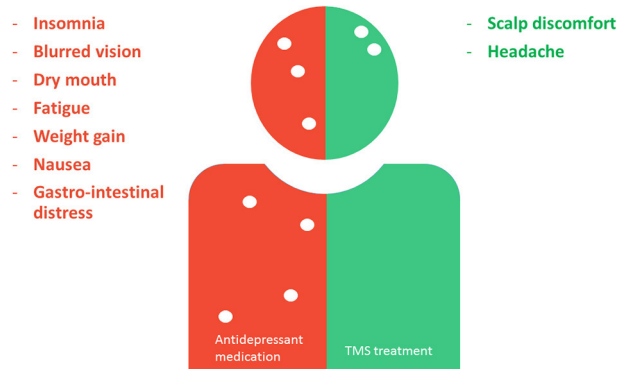 - Insomnia
- Blurred vision
- Dry mouth
- Fatigue
- Weight gain
- Nausea
- Gastro-intestinal
distress
- Scalp discomfort
- Headache
Antidepressant
medication
TMS treatment